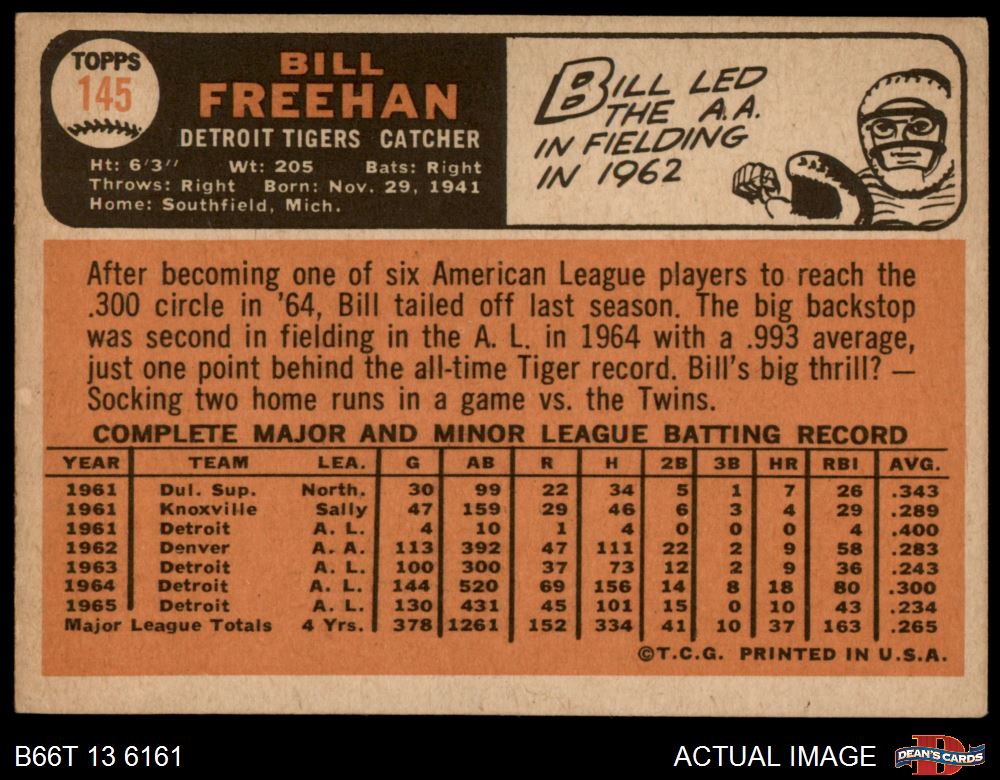 TOPPS
145
BILL
FREEHAN
DETROIT TIGERS CATCHER
Ht: 6'3'' Wt: 205 Bats: Right
Throws: Right Born: Nov. 29, 1941
Home: Southfield, Mich.
BILL LED
THE A.A.
IN FIELDING
IN 1962
After becoming one of six American League players to reach the
.300 circle in '64, Bill tailed off last season. The big backstop
was second in fielding in the A. L. in 1964 with a .993 average,
just one point behind the all-time Tiger record. Bill's big thrill? —
Socking two home runs in a game vs. the Twins.
COMPLETE MAJOR AND MINOR LEAGUE BATTING RECORD
YEAR TEAM LEA. G AB R H 2B 3B HR RBI AVG.
1961 Dul. Sup. North. 30 99 22 34 5 1 7 26 .343
1961 Knoxville Sally 47 159 29 46 6 3 4 29 .289
1961 Detroit A. L. 4 10 1 4 0 0 0 4 .400
1962 Denver A. A. 113 392 47 111 22 2 9 58 .283
1963 Detroit A. L. 100 300 37 73 12 2 9 36 .243
1964 Detroit A. L. 144 520 69 156 14 8 18 80 .300
1965 Detroit A. L. 130 431 45 101 15 0 10 43 .234
Major League Totals 4 Yrs. 378 1261 152 334 41 10 37 163 .265
©T.C.G. PRINTED IN U.S.A.
B66T 13 6161
ACTUAL IMAGE
D
DEAN'S CARDS